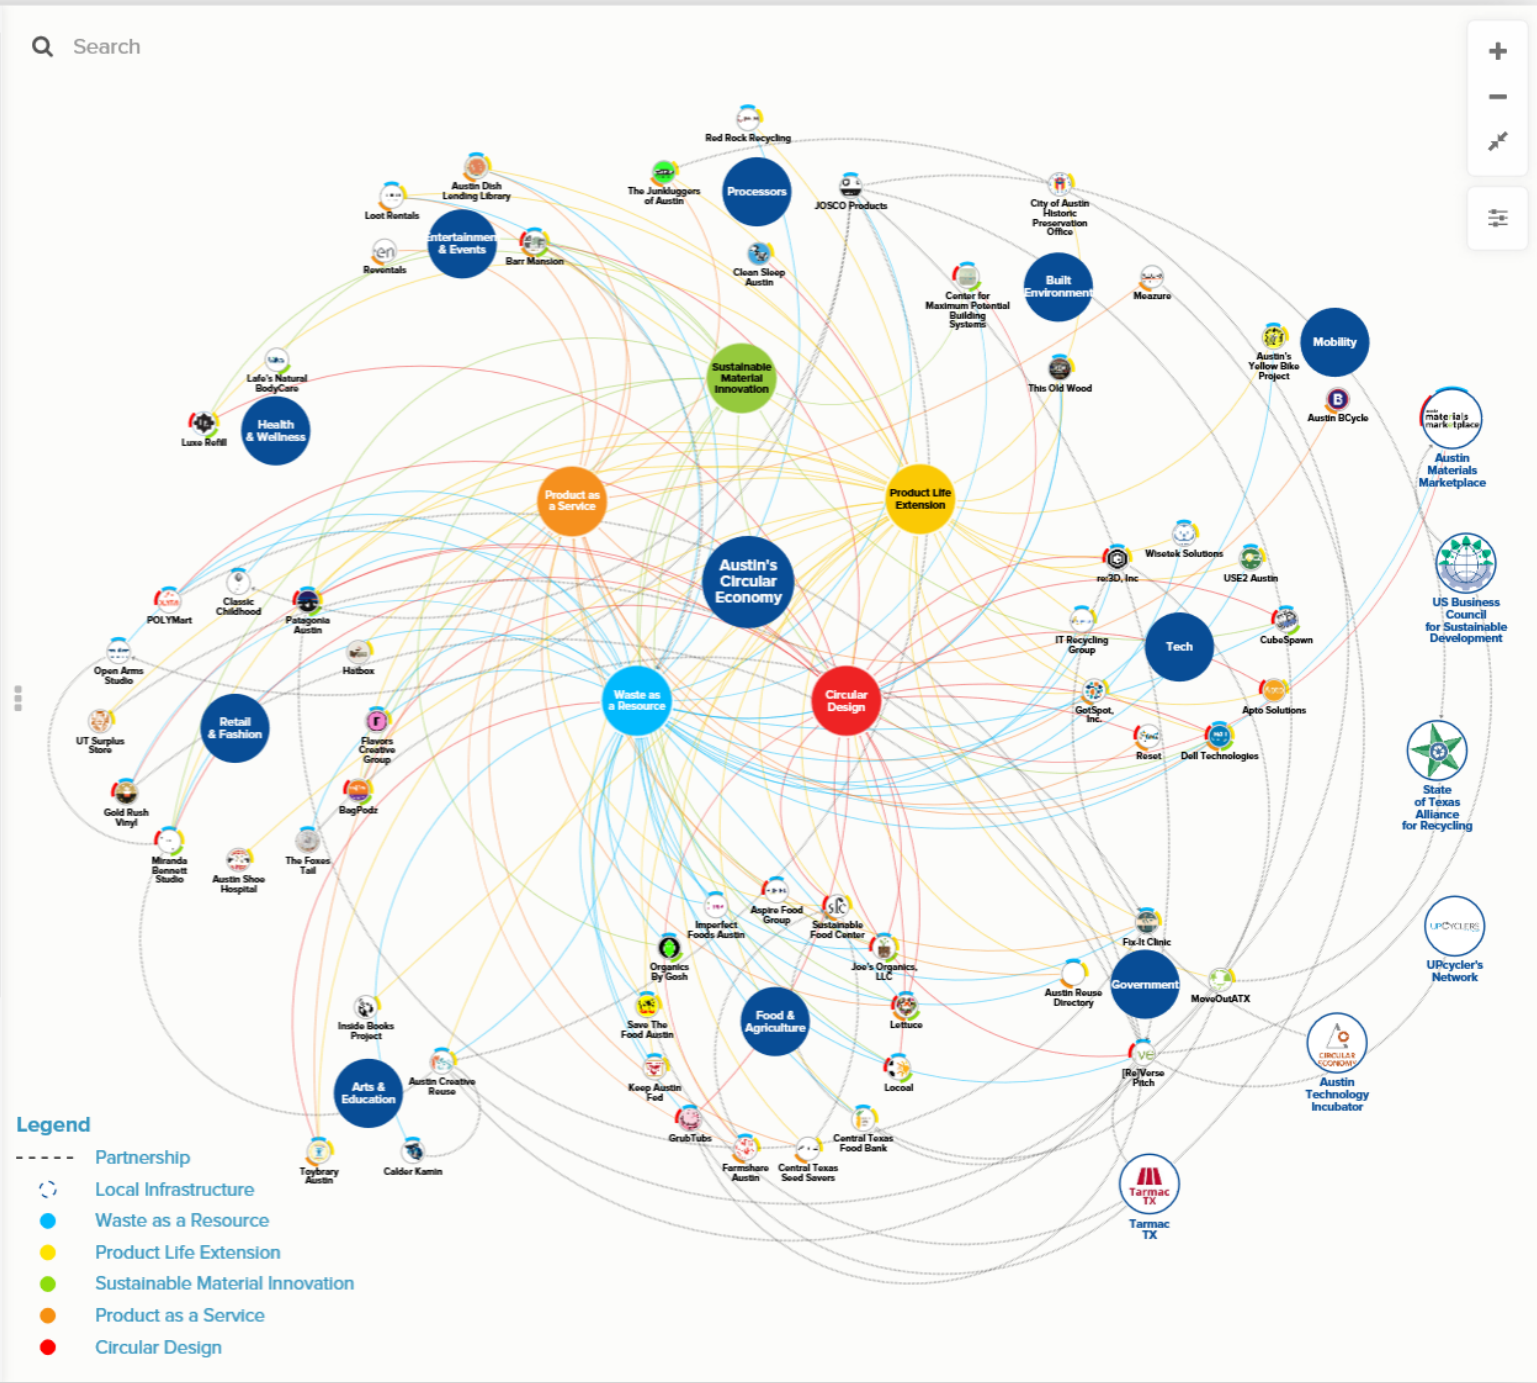 Search
Red Rock Recycling
Processors
The Junkluggers
of Austin
JOSCO Products
Clean Sleep
Austin
Austin Dish
Lending Library
Loot Rentals
Entertainment
& Events
Reventals
Barr Mansion
City of Austin
Historic
Preservation
Office
Center for
Maximum Potential
Building
Systems
Built
Environment
Meazure
This Old Wood
Austin's
Yellow Bike
Project
Mobility
B
Austin BCycle
Lafe's Natural
BodyCare
Luxe Refill
Health
& Wellness
Sustainable
Material
Innovation
Product as
a Service
Product Life
Extension
Austin's
Circular
Economy
Waste as
a Resource
Circular
Design
materials
marketplace
Austin
Materials
Marketplace
US Business
Council
for Sustainable
Development
State
of Texas
Alliance
for Recycling
UPCYCLERS
UPcycler's
Network
CIRCULAR
ECONOMY
Austin
Technology
Incubator
Tarmac
TX
Tarmac
TX
re:3D, Inc
Wisetek Solutions
USE2 Austin
IT Recycling
Group
Tech
CubeSpawn
GotSpot,
Inc.
Apto Solutions
Reset
Dell Technologies
POLYMart
Classic
Childhood
Patagonia
Austin
Open Arms
Studio
Hatbox
UT Surplus
Store
Retail
& Fashion
r
Flavors
Creative
Group
Gold Rush
Vinyl
BagPodz
Miranda
Bennett
Studio
Austin Shoe
Hospital
The Foxes
Tail
Imperfect
Foods Austin
Aspire Food
Group
sfc
Sustainable
Food Center
Organics
By Gosh
Joe's Organics,
LLC
Save The
Food Austin
Food &
Agriculture
Lettuce
Keep Austin
Fed
Locoal
GrubTubs
Farmshare
Austin
Central Texas
Seed Savers
Central Texas
Food Bank
Fix-It Clinic
Austin Reuse
Directory
Government
MoveOutATX
ve
[Re]Verse
Pitch
Inside Books
Project
Arts &
Education
Austin Creative
Reuse
Toybrary
Austin
Calder Kamin
Legend
Partnership
Local Infrastructure
Waste as a Resource
Product Life Extension
Sustainable Material Innovation
Product as a Service
Circular Design